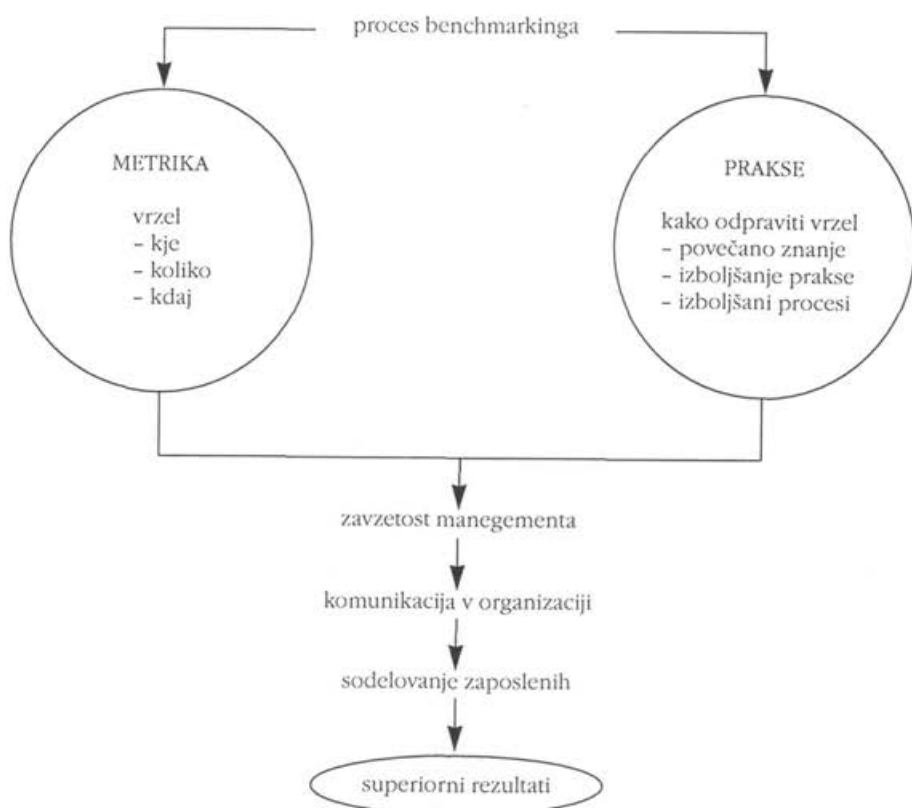 proces benchmarkinga
METRIKA
vrzel
– kje
– koliko
– kdaj
PRAKSE
kako odpraviti vrzel
– povečano znanje
– izboljšanje prakse
– izboljšani procesi
zavzetost manegementa
komunikacija v organizaciji
sodelovanje zaposlenih
superiorni rezultati